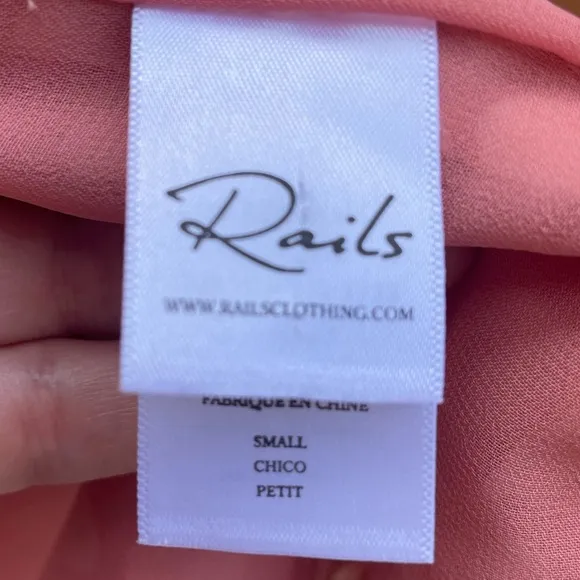 Rails
WWW.RAILSCLOTHING.COM
FABRIQUE EN CHINE
SMALL
CHICO
PETIT